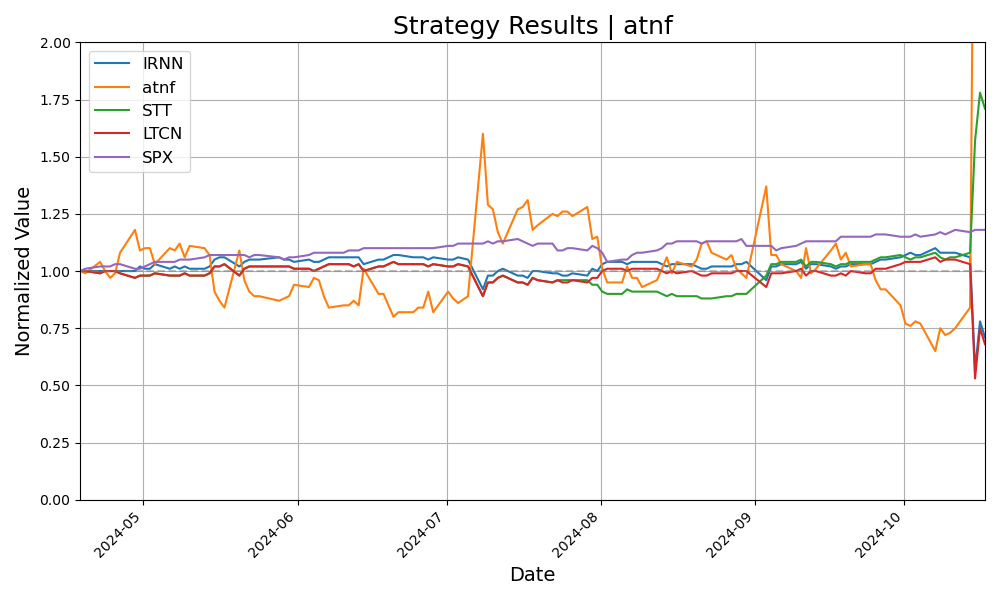 Strategy Results | atnf
IRNN
atnf
STT
LTCN
SPX
Normalized Value
2.00
1.75
1.50
1.25
1.00
0.75
0.50
0.25
0.00
2024-05
2024-06
2024-07
2024-08
2024-09
2024-10
Date